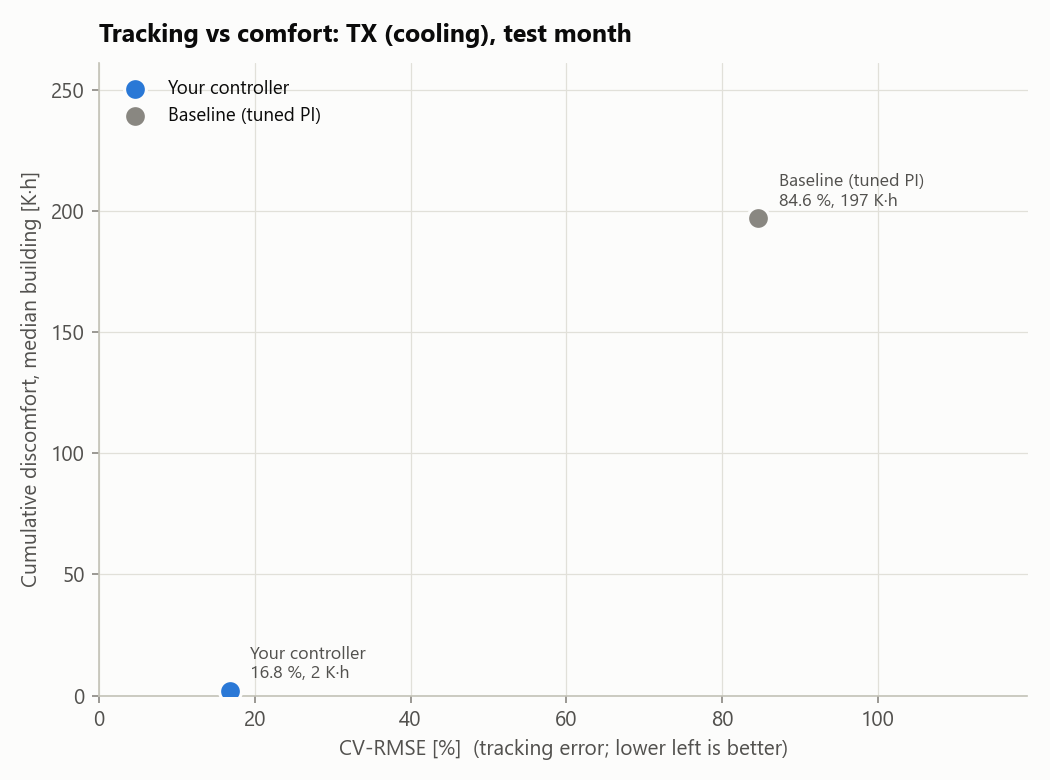 Tracking vs comfort: TX (cooling), test month
Your controller
Baseline (tuned PI)
Cumulative discomfort, median building [K·h]
250
200
150
100
50
0
Baseline (tuned PI)
84.6 %, 197 K·h
Your controller
16.8 %, 2 K·h
0 20 40 60 80 100
CV-RMSE [%]  (tracking error; lower left is better)